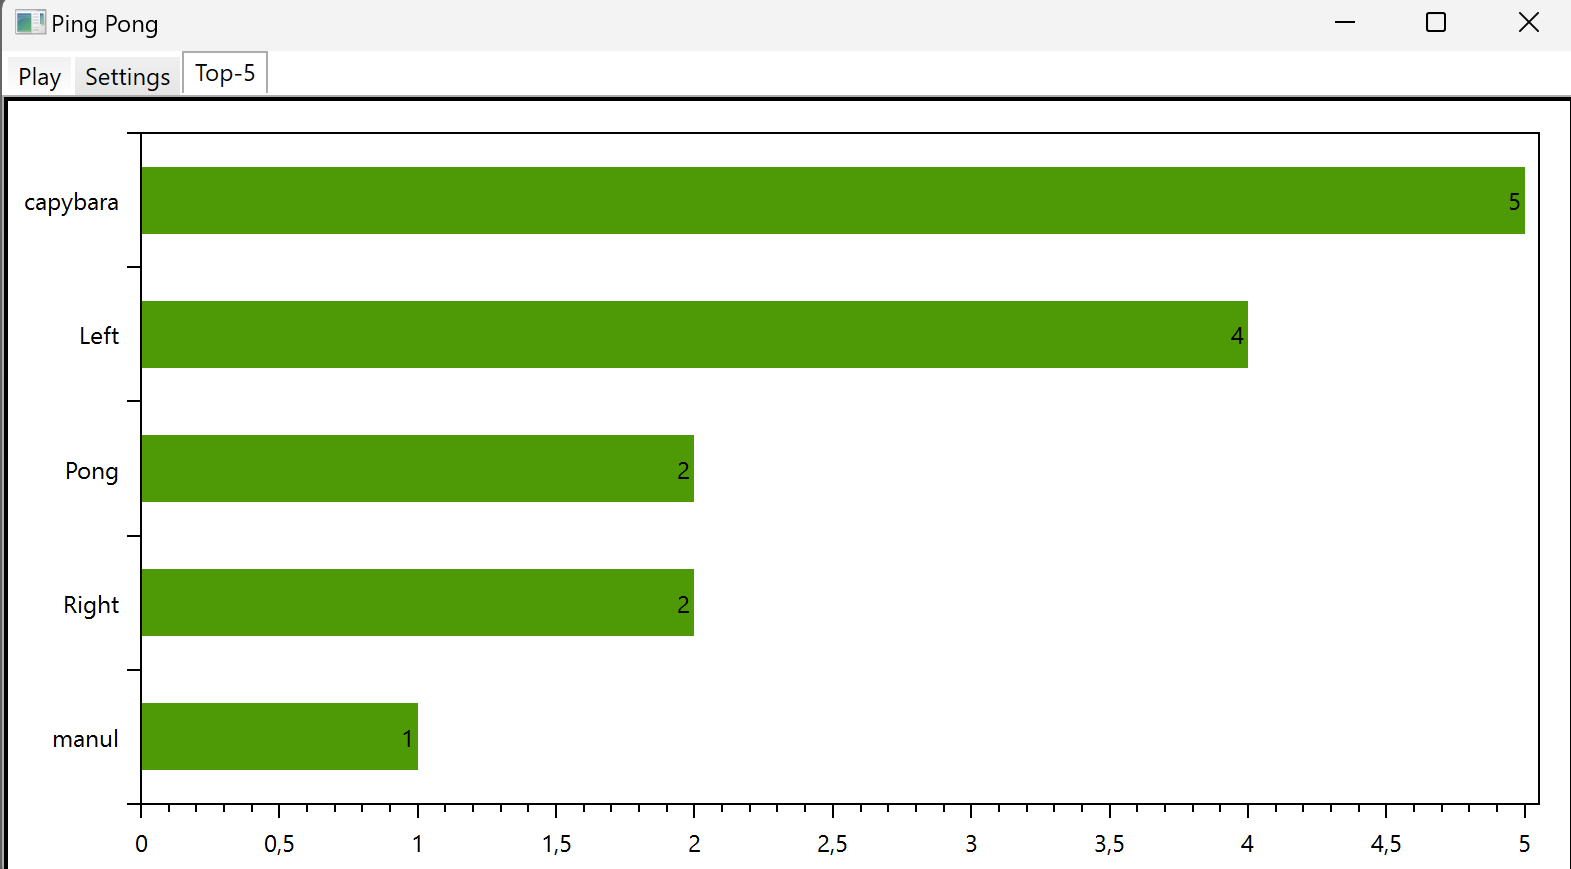 Ping Pong
Play Settings Top-5
capybara 5
Left 4
Pong 2
Right 2
manul 1
0 0,5 1 1,5 2 2,5 3 3,5 4 4,5 5